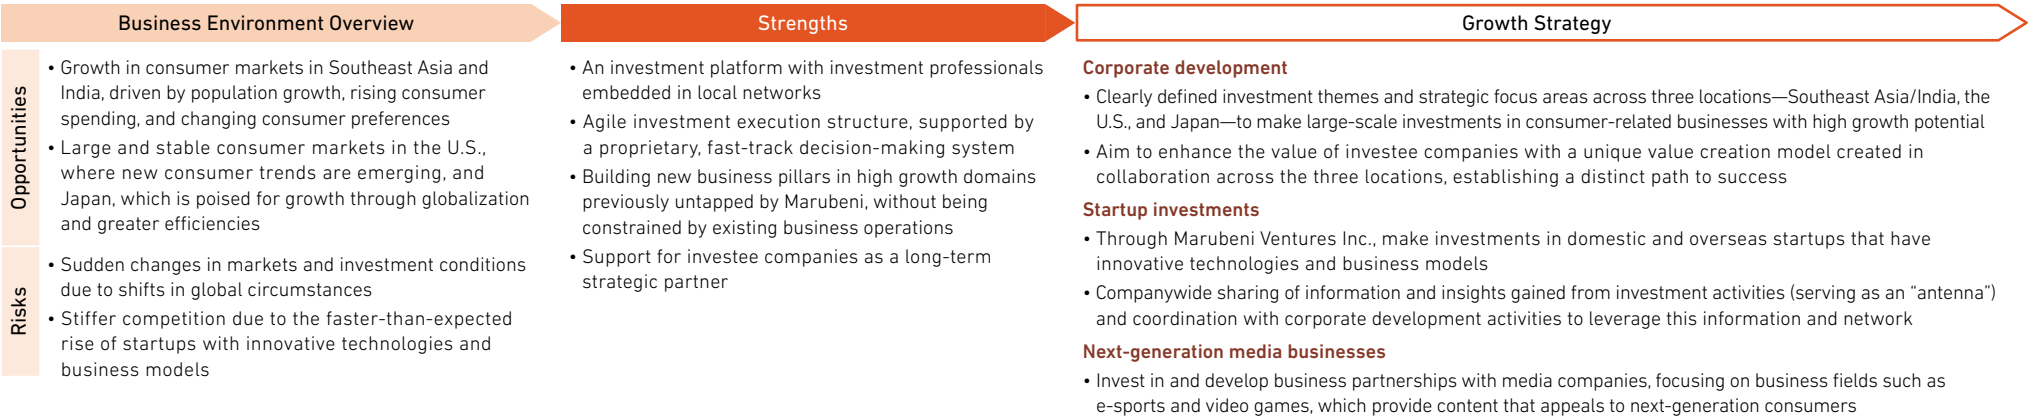 Business Environment Overview
Opportunities
• Growth in consumer markets in Southeast Asia and
India, driven by population growth, rising consumer
spending, and changing consumer preferences
• Large and stable consumer markets in the U.S.,
where new consumer trends are emerging, and
Japan, which is poised for growth through globalization
and greater efficiencies
Risks
• Sudden changes in markets and investment conditions
due to shifts in global circumstances
• Stiffer competition due to the faster-than-expected
rise of startups with innovative technologies and
business models
Strengths
• An investment platform with investment professionals
embedded in local networks
• Agile investment execution structure, supported by
a proprietary, fast-track decision-making system
• Building new business pillars in high growth domains
previously untapped by Marubeni, without being
constrained by existing business operations
• Support for investee companies as a long-term
strategic partner
Growth Strategy
Corporate development
• Clearly defined investment themes and strategic focus areas across three locations—Southeast Asia/India, the
U.S., and Japan—to make large-scale investments in consumer-related businesses with high growth potential
• Aim to enhance the value of investee companies with a unique value creation model created in
collaboration across the three locations, establishing a distinct path to success
Startup investments
• Through Marubeni Ventures Inc., make investments in domestic and overseas startups that have
innovative technologies and business models
• Companywide sharing of information and insights gained from investment activities (serving as an “antenna”)
and coordination with corporate development activities to leverage this information and network
Next-generation media businesses
• Invest in and develop business partnerships with media companies, focusing on business fields such as
e-sports and video games, which provide content that appeals to next-generation consumers